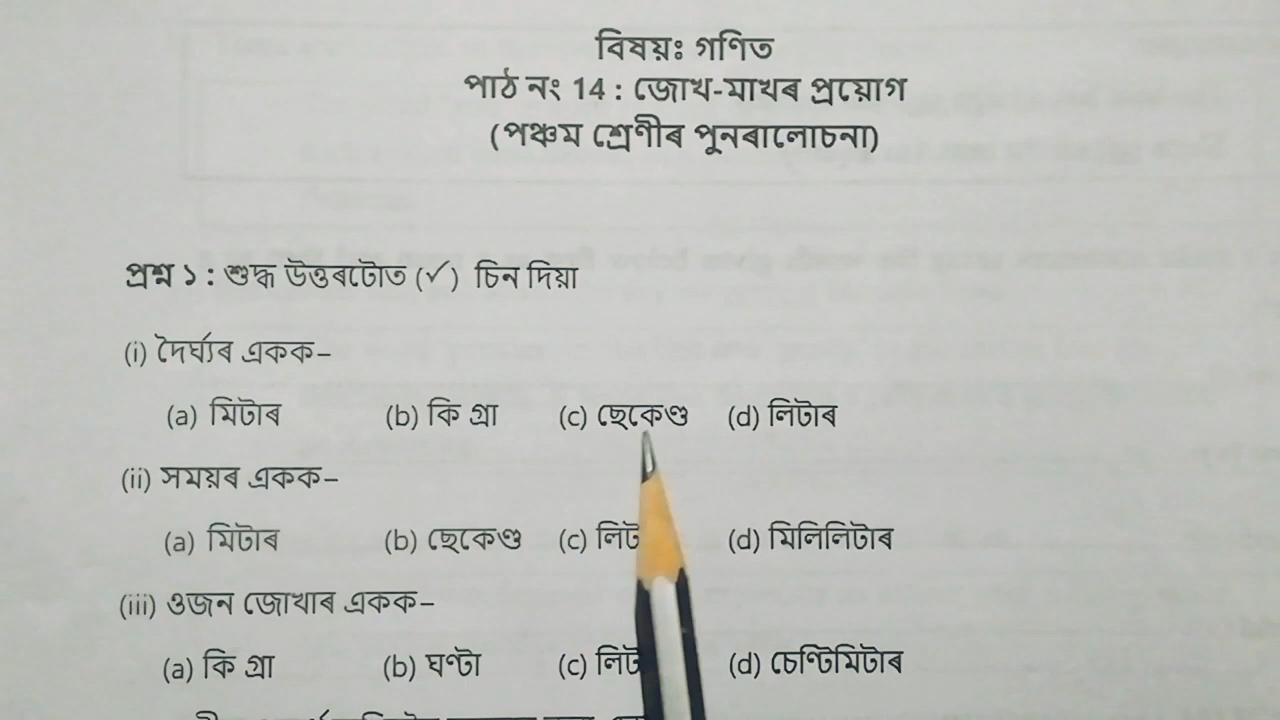 বিষয়ঃ গণিত
পাঠ নং 14 : জোখ-মাখৰ প্ৰয়োগ
(পঞ্চম শ্ৰেণীৰ পুনৰালোচনা)
প্ৰশ্ন ১ : শুদ্ধ উত্তৰটোত (✓) চিন দিয়া
(i) দৈৰ্ঘ্যৰ একক–
(a) মিটাৰ (b) কি গ্ৰা (c) ছেকেণ্ড (d) লিটাৰ
(ii) সময়ৰ একক–
(a) মিটাৰ (b) ছেকেণ্ড (c) লিট (d) মিলিলিটাৰ
(iii) ওজন জোখাৰ একক–
(a) কি গ্ৰা (b) ঘণ্টা (c) লিট (d) চেণ্টিমিটাৰ